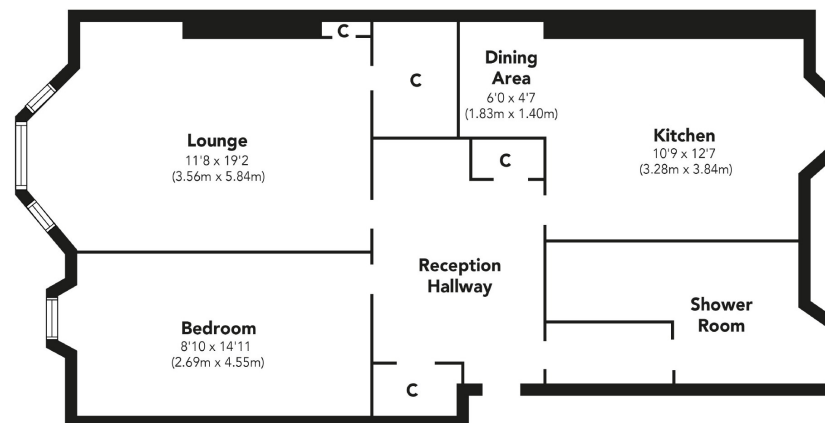 C
C
Dining
Area
6'0 x 4'7
(1.83m x 1.40m)
Lounge
11'8 x 19'2
(3.56m x 5.84m)
Kitchen
10'9 x 12'7
(3.28m x 3.84m)
C
Reception
Hallway
Bedroom
8'10 x 14'11
(2.69m x 4.55m)
Shower
Room
C